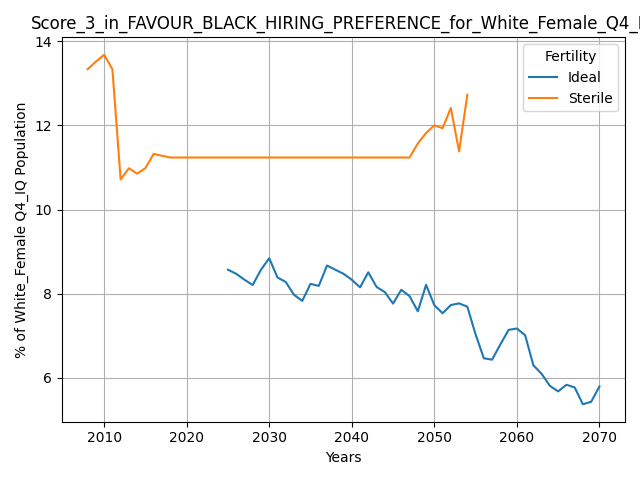 Score_3_in_FAVOUR_BLACK_HIRING_PREFERENCE_for_White_Female_Q4_I
14
12
10
8
6
% of White_Female Q4_IQ Population
Fertility
Ideal
Sterile
2010 2020 2030 2040 2050 2060 2070
Years